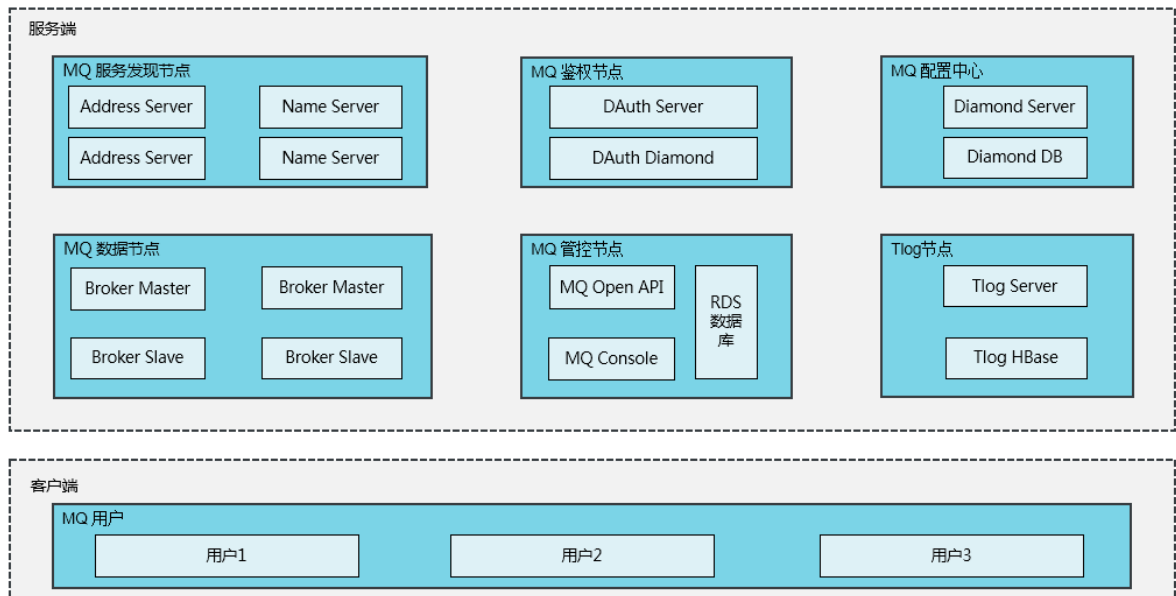 服务端
MQ 服务发现节点
Address Server
Name Server
Address Server
Name Server
MQ 鉴权节点
DAuth Server
DAuth Diamond
MQ 配置中心
Diamond Server
Diamond DB
MQ 数据节点
Broker Master
Broker Master
Broker Slave
Broker Slave
MQ 管控节点
MQ Open API
MQ Console
RDS
数据
库
Tlog节点
Tlog Server
Tlog HBase
客户端
MQ 用户
用户1
用户2
用户3